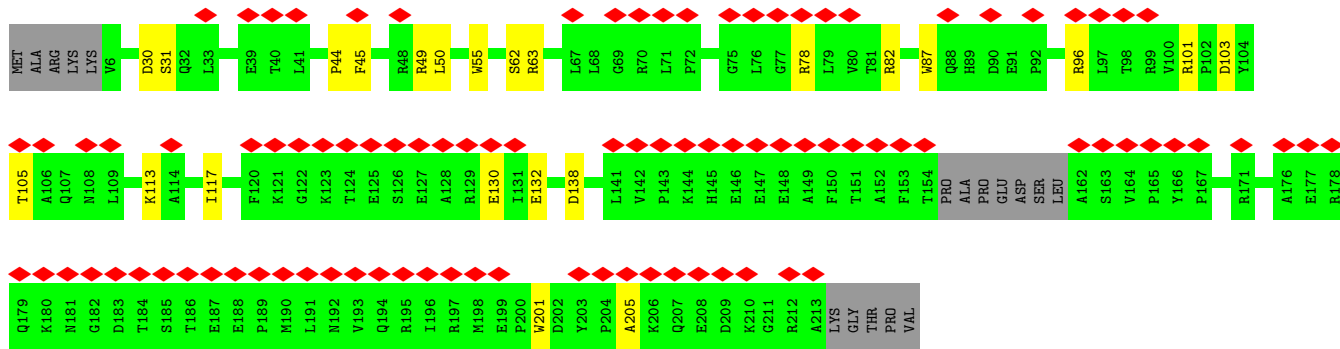 MET ALA ARG LYS LYS V6 D30 S31 Q32 L33 E39 T40 L41 P44 F45 R48 R49 L50 W55 S62 R63 L67 L68 G69 R70 L71 P72 G75 L76 G77 R78 L79 V80 T81 R82 W87 Q88 H89 D90 E91 P92 R96 L97 T98 R99 V100 R101 P102 D103 Y104
T105 A106 Q107 N108 L109 K113 A114 I117 F120 K121 G122 K123 T124 E125 S126 E127 A128 R129 E130 I131 E132 D138 L141 V142 P143 K144 H145 E146 E147 E148 A149 F150 T151 A152 F153 T154 PRO ALA PRO GLU ASP SER LEU A162 S163 V164 P165 Y166 P167 R171 A176 E177 R178
Q179 K180 N181 G182 D183 T184 S185 T186 E187 E188 P189 M190 L191 N192 V193 Q194 R195 I196 R197 M198 E199 P200 W201 D202 Y203 P204 A205 K206 Q207 E208 D209 K210 G211 R212 A213 LYS GLY THR PRO VAL